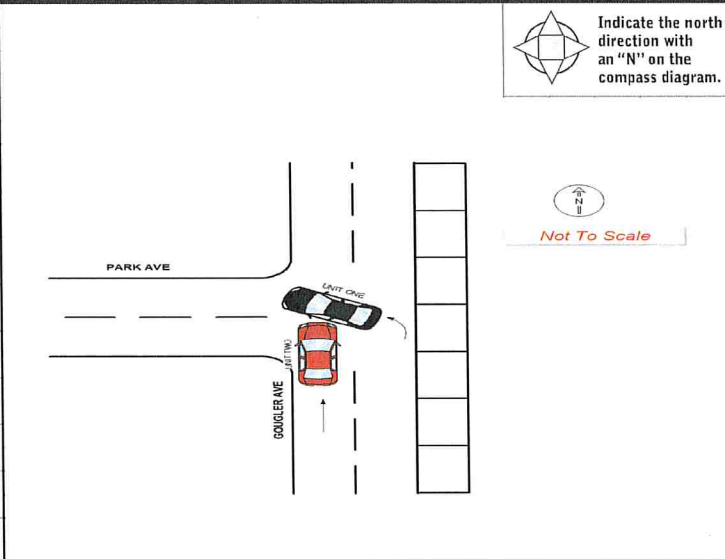 Indicate the north
direction with
an "N" on the
compass diagram.
N
Not To Scale
PARK AVE
UNIT ONE
UNIT TWO
GOUGLER AVE